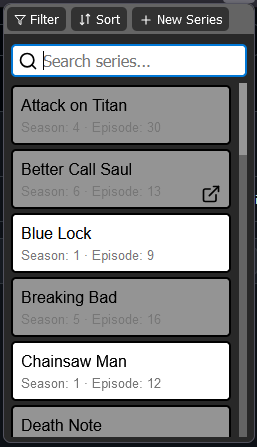 Filter Sort + New Series
Search series...
Attack on Titan
Season: 4 · Episode: 30
Better Call Saul
Season: 6 · Episode: 13
Blue Lock
Season: 1 · Episode: 9
Breaking Bad
Season: 5 · Episode: 16
Chainsaw Man
Season: 1 · Episode: 12
Death Note